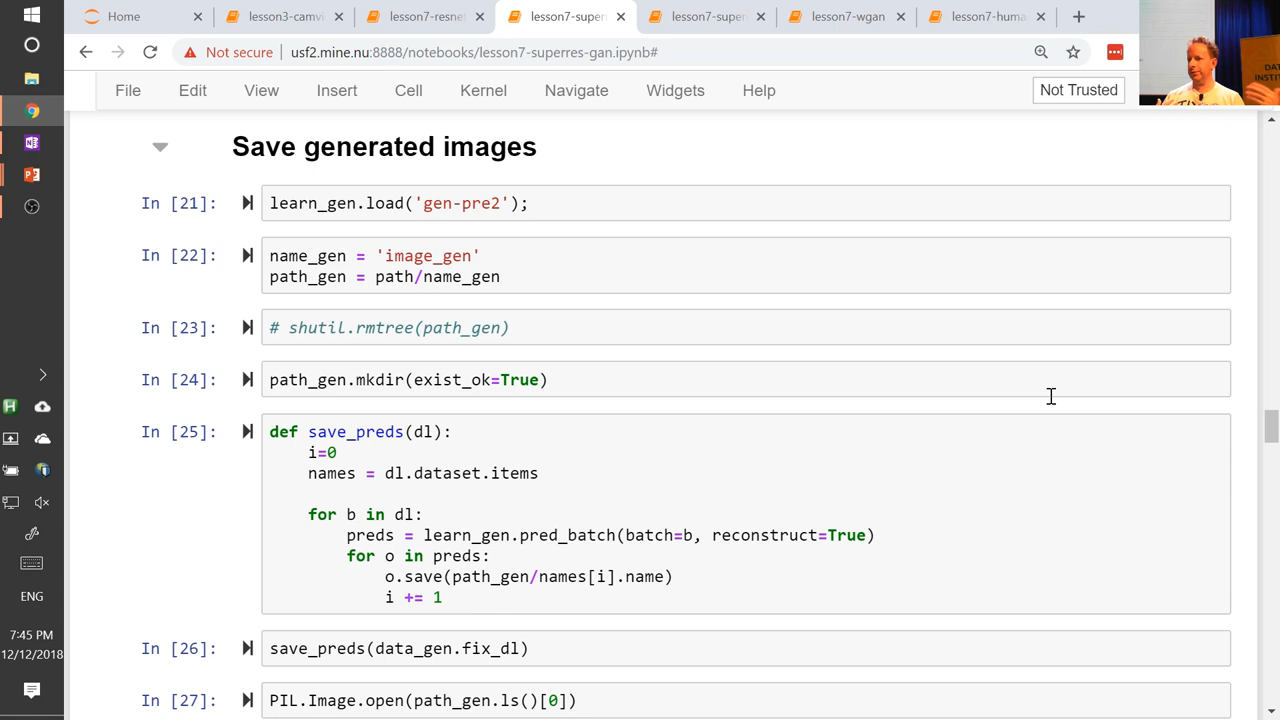 Home
lesson3-camvi
lesson7-resne
lesson7-super
lesson7-super
lesson7-wgan
lesson7-huma
Not secure
usf2.mine.nu:8888/notebooks/lesson7-superres-gan.ipynb#
File
Edit
View
Insert
Cell
Kernel
Navigate
Widgets
Help
Not Trusted
Save generated images
In [21]:
learn_gen.load('gen-pre2');
In [22]:
name_gen = 'image_gen'
path_gen = path/name_gen
In [23]:
# shutil.rmtree(path_gen)
In [24]:
path_gen.mkdir(exist_ok=True)
In [25]:
def save_preds(dl):
i=0
names = dl.dataset.items
for b in dl:
preds = learn_gen.pred_batch(batch=b, reconstruct=True)
for o in preds:
o.save(path_gen/names[i].name)
i += 1
In [26]:
save_preds(data_gen.fix_dl)
In [27]:
PIL.Image.open(path_gen.ls()[0])
ENG
7:45 PM
12/12/2018